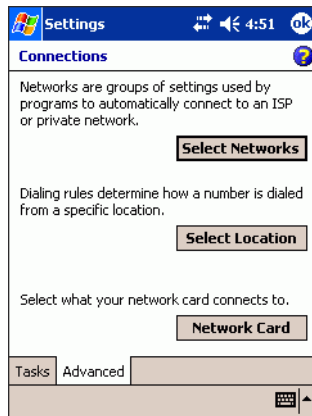 Settings 4:51 ok
Connections ?
Networks are groups of settings used by
programs to automatically connect to an ISP
or private network.
Select Networks
Dialing rules determine how a number is dialed
from a specific location.
Select Location
Select what your network card connects to.
Network Card
Tasks Advanced